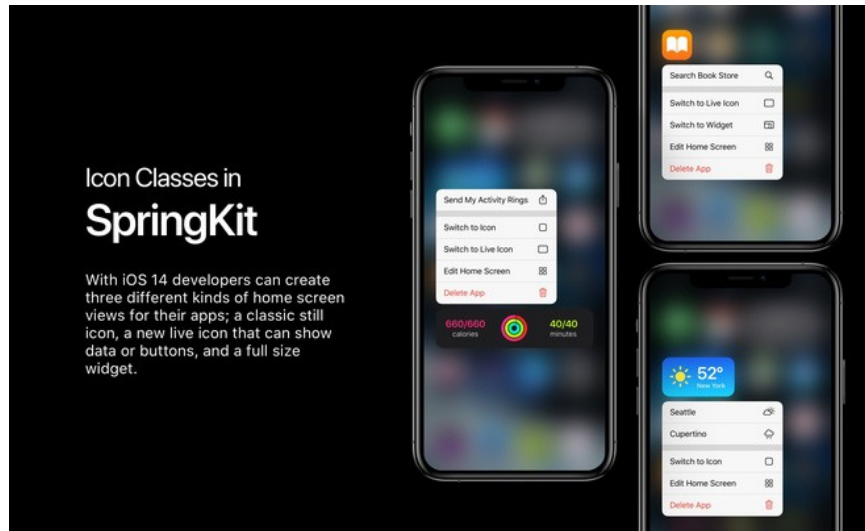 Icon Classes in
SpringKit
With iOS 14 developers can create
three different kinds of home screen
views for their apps; a classic still
icon, a new live icon that can show
data or buttons, and a full size
widget.
Send My Activity Rings
Switch to Icon
Switch to Live Icon
Edit Home Screen
Delete App
660/660
calories
40/40
minutes
Search Book Store
Switch to Live Icon
Switch to Widget
Edit Home Screen
Delete App
52°
New York
Seattle
Cupertino
Switch to Icon
Edit Home Screen
Delete App